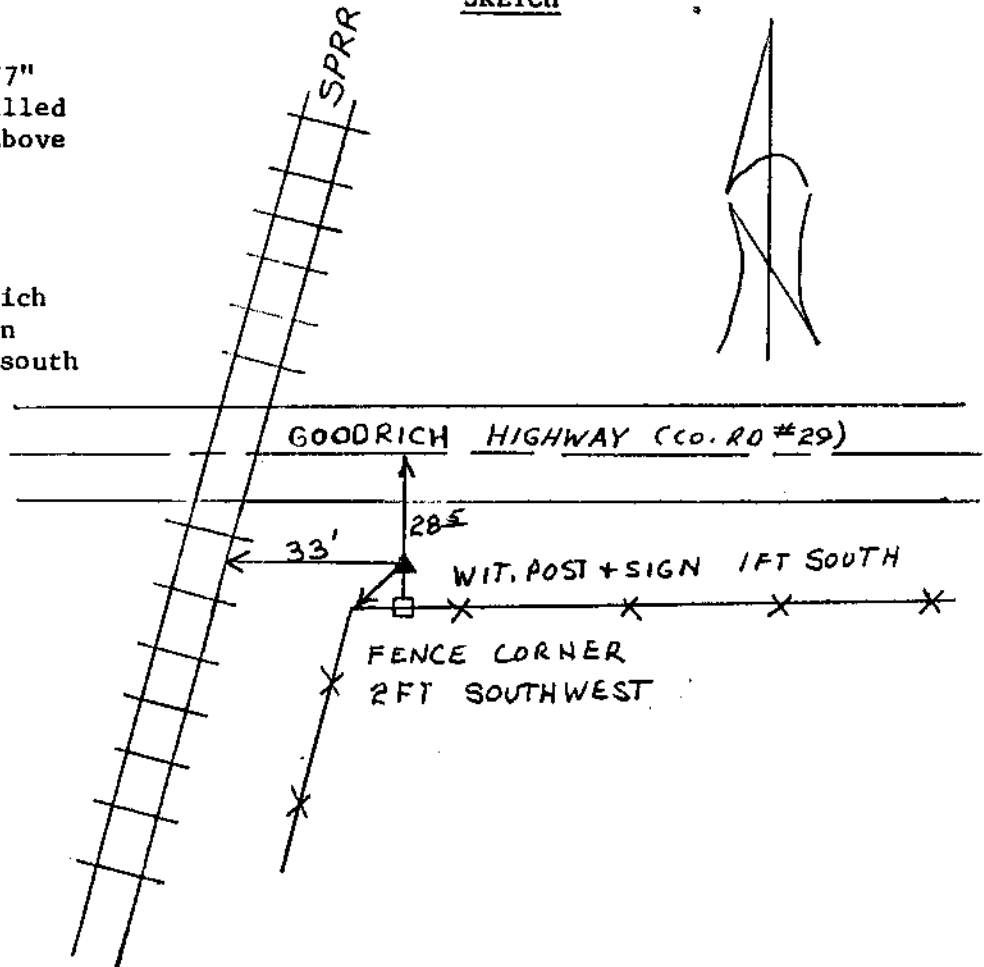 SKETCH
7"
lled
bove
ich
n
south
SPRR
GOODRICH HIGHWAY (CO. RD #29)
28 5
33'
WIT. POST + SIGN 1FT SOUTH
FENCE CORNER
2FT SOUTHWEST